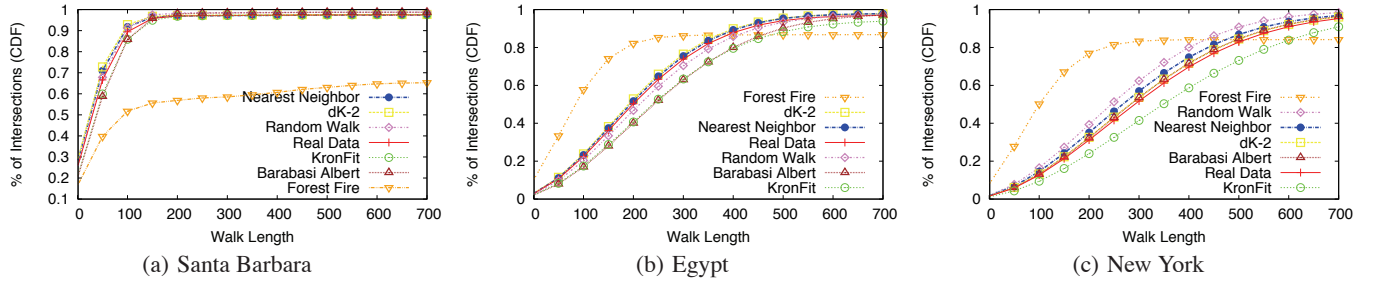 % of Intersections (CDF)
1
0.9
0.8
0.7
0.6
0.5
0.4
0.3
0.2
0.1
Nearest Neighbor
dK-2
Random Walk
Real Data
KronFit
Barabasi Albert
Forest Fire
0 100 200 300 400 500 600 700
Walk Length
(a) Santa Barbara
% of Intersections (CDF)
1
0.8
0.6
0.4
0.2
0
Forest Fire
dK-2
Nearest Neighbor
Real Data
Random Walk
Barabasi Albert
KronFit
0 100 200 300 400 500 600 700
Walk Length
(b) Egypt
% of Intersections (CDF)
1
0.8
0.6
0.4
0.2
0
Forest Fire
Random Walk
Nearest Neighbor
dK-2
Barabasi Albert
Real Data
KronFit
0 100 200 300 400 500 600 700
Walk Length
(c) New York